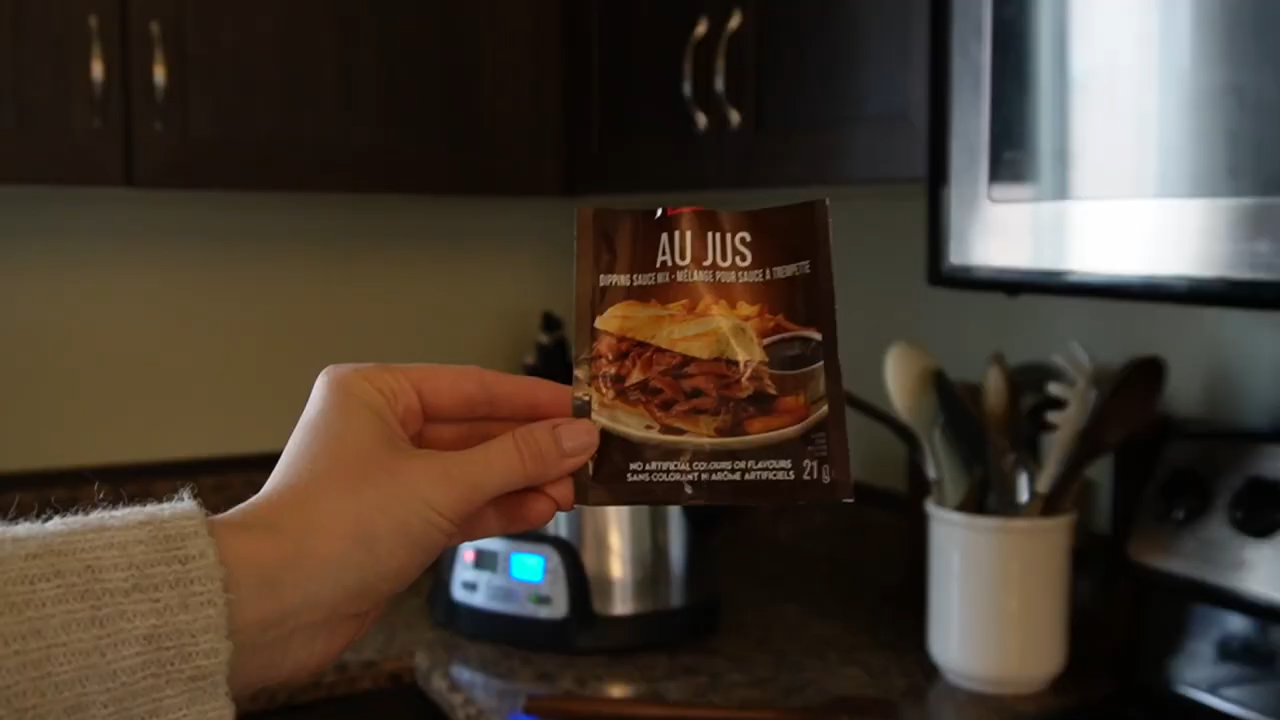 AU JUS
DIPPING SAUCE MIX • MÉLANGE POUR SAUCE À TREMPETTE
NO ARTIFICIAL COLOURS OR FLAVOURS
SANS COLORANT NI ARÔME ARTIFICIELS
21 g